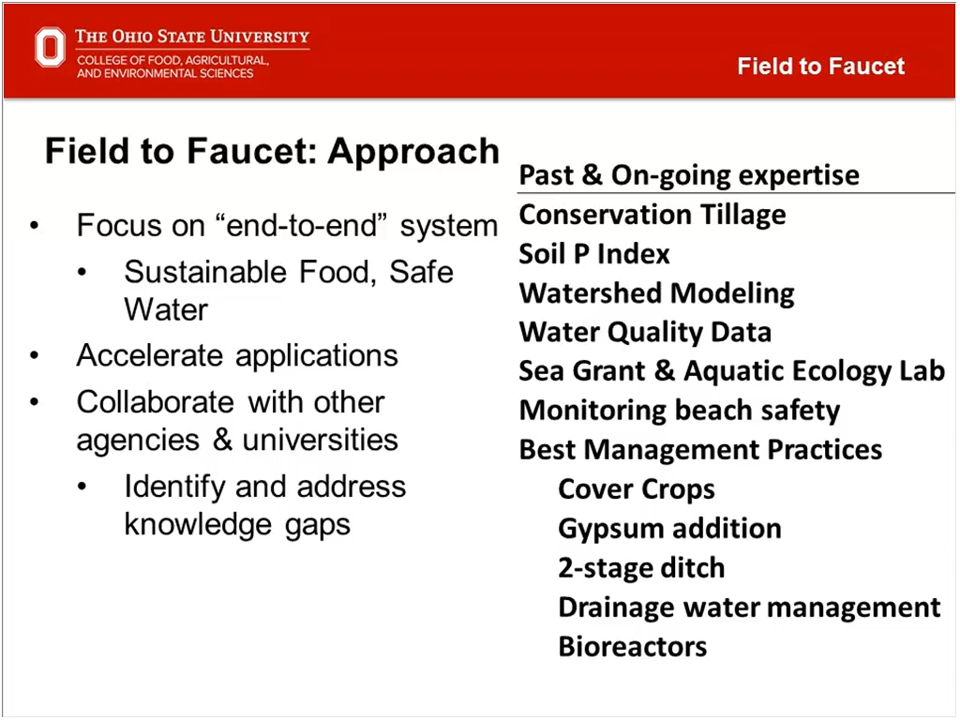 THE OHIO STATE UNIVERSITY
COLLEGE OF FOOD, AGRICULTURAL,
AND ENVIRONMENTAL SCIENCES
Field to Faucet
Field to Faucet: Approach
• Focus on “end-to-end” system
• Sustainable Food, Safe
Water
• Accelerate applications
• Collaborate with other
agencies & universities
• Identify and address
knowledge gaps
Past & On-going expertise
Conservation Tillage
Soil P Index
Watershed Modeling
Water Quality Data
Sea Grant & Aquatic Ecology Lab
Monitoring beach safety
Best Management Practices
Cover Crops
Gypsum addition
2-stage ditch
Drainage water management
Bioreactors